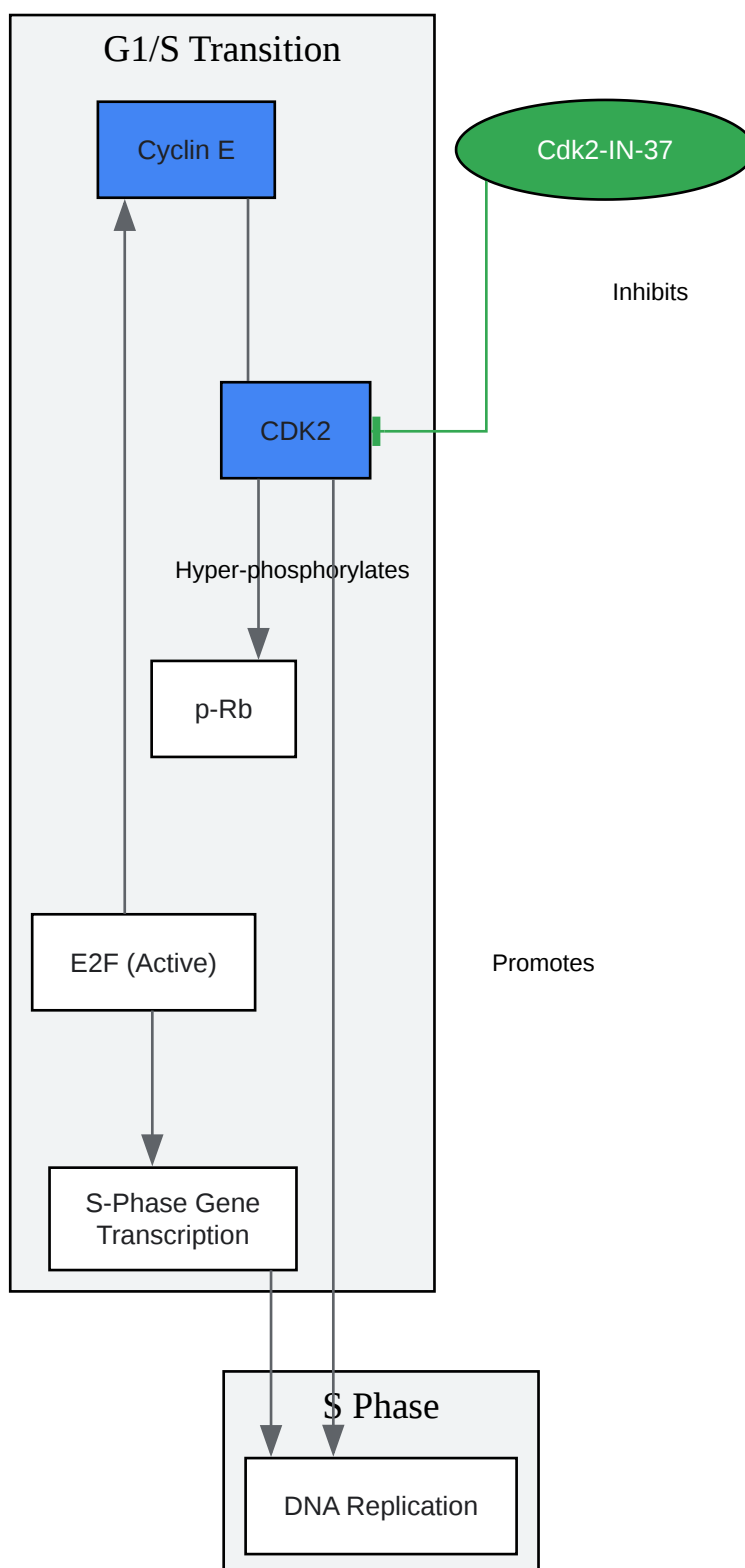 G1/S Transition
Cyclin E
Cdk2-IN-37
Inhibits
CDK2
Hyper-phosphorylates
p-Rb
E2F (Active)
Promotes
S-Phase Gene
Transcription
S Phase
DNA Replication